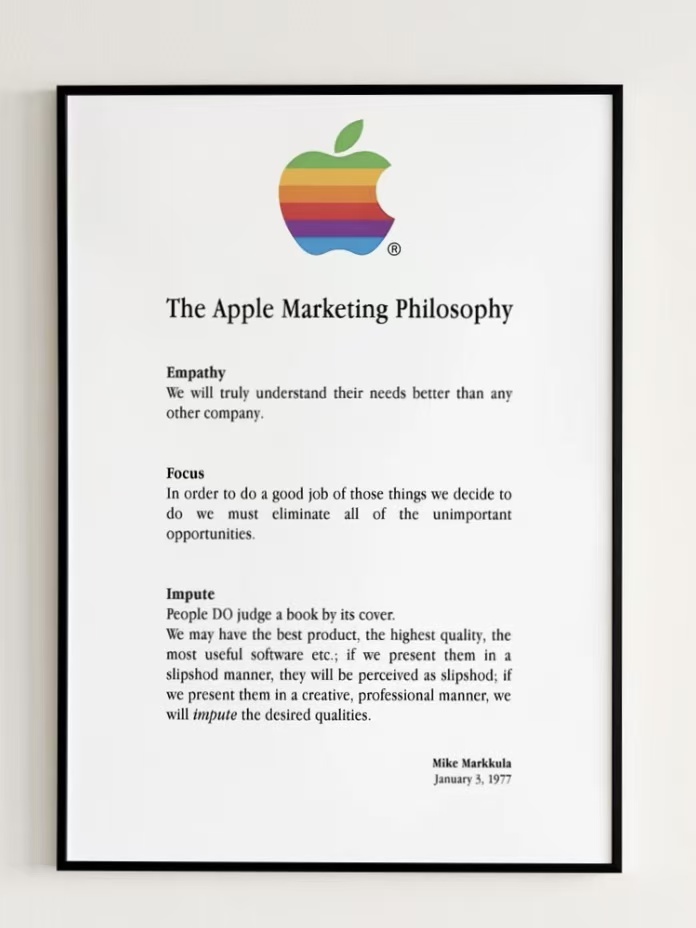 ®
The Apple Marketing Philosophy
Empathy
We will truly understand their needs better than any
other company.
Focus
In order to do a good job of those things we decide to
do we must eliminate all of the unimportant
opportunities.
Impute
People DO judge a book by its cover.
We may have the best product, the highest quality, the
most useful software etc.; if we present them in a
slipshod manner, they will be perceived as slipshod; if
we present them in a creative, professional manner, we
will impute the desired qualities.
Mike Markkula
January 3, 1977